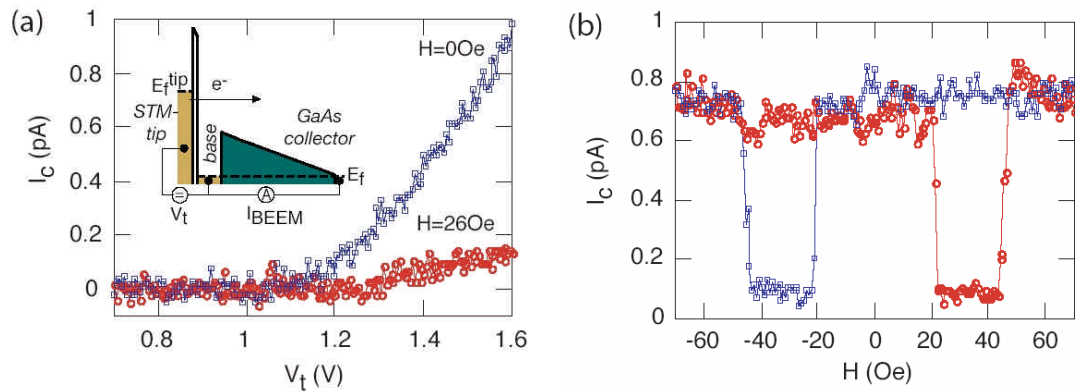 (a)
1
0.8
0.6
0.4
0.2
0
I_C (pA)
0.8
1
1.2
1.4
1.6
V_t (V)
H=0Oe
H=26Oe
E_f^tip
e-
STM-
tip
base
GaAs
collector
E_f
=
A
V_t
I_BEEM
(b)
1
0.8
0.6
0.4
0.2
0
I_C (pA)
-60
-40
-20
0
20
40
60
H (Oe)